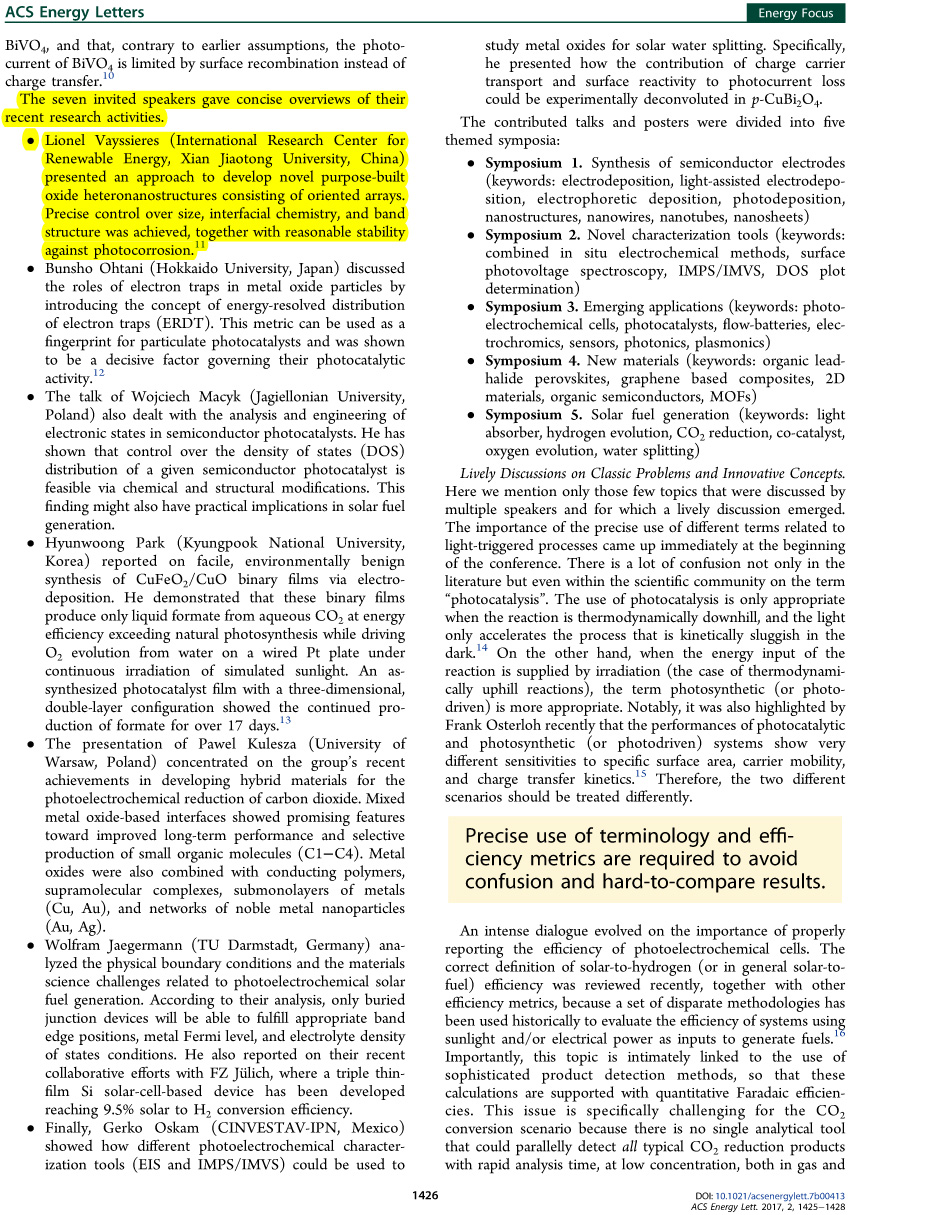 ACS Energy Letters
Energy Focus
BiVO4, and that, contrary to earlier assumptions, the photo-
current of BiVO4 is limited by surface recombination instead of
charge transfer.10
The seven invited speakers gave concise overviews of their
recent research activities.
• Lionel Vayssieres (International Research Center for
Renewable Energy, Xian Jiaotong University, China)
presented an approach to develop novel purpose-built
oxide heteronanostructures consisting of oriented arrays.
Precise control over size, interfacial chemistry, and band
structure was achieved, together with reasonable stability
against photocorrosion.11
• Bunsho Ohtani (Hokkaido University, Japan) discussed
the roles of electron traps in metal oxide particles by
introducing the concept of energy-resolved distribution
of electron traps (ERDT). This metric can be used as a
fingerprint for particulate photocatalysts and was shown
to be a decisive factor governing their photocatalytic
activity.12
• The talk of Wojciech Macyk (Jagiellonian University,
Poland) also dealt with the analysis and engineering of
electronic states in semiconductor photocatalysts. He has
shown that control over the density of states (DOS)
distribution of a given semiconductor photocatalyst is
feasible via chemical and structural modifications. This
finding might also have practical implications in solar fuel
generation.
• Hyunwoong Park (Kyungpook National University,
Korea) reported on facile, environmentally benign
synthesis of CuFeO2/CuO binary films via electro-
deposition. He demonstrated that these binary films
produce only liquid formate from aqueous CO2 at energy
efficiency exceeding natural photosynthesis while driving
O2 evolution from water on a wired Pt plate under
continuous irradiation of simulated sunlight. An as-
synthesized photocatalyst film with a three-dimensional,
double-layer configuration showed the continued pro-
duction of formate for over 17 days.13
• The presentation of Pawel Kulesza (University of
Warsaw, Poland) concentrated on the group's recent
achievements in developing hybrid materials for the
photoelectrochemical reduction of carbon dioxide. Mixed
metal oxide-based interfaces showed promising features
toward improved long-term performance and selective
production of small organic molecules (C1−C4). Metal
oxides were also combined with conducting polymers,
supramolecular complexes, submonolayers of metals
(Cu, Au), and networks of noble metal nanoparticles
(Au, Ag).
• Wolfram Jaegermann (TU Darmstadt, Germany) ana-
lyzed the physical boundary conditions and the materials
science challenges related to photoelectrochemical solar
fuel generation. According to their analysis, only buried
junction devices will be able to fulfill appropriate band
edge positions, metal Fermi level, and electrolyte density
of states conditions. He also reported on their recent
collaborative efforts with FZ Jülich, where a triple thin-
film Si solar-cell-based device has been developed
reaching 9.5% solar to H2 conversion efficiency.
• Finally, Gerko Oskam (CINVESTAV-IPN, Mexico)
showed how different photoelectrochemical character-
ization tools (EIS and IMPS/IMVS) could be used to
study metal oxides for solar water splitting. Specifically,
he presented how the contribution of charge carrier
transport and surface reactivity to photocurrent loss
could be experimentally deconvoluted in p-CuBi2O4.
The contributed talks and posters were divided into five
themed symposia:
• Symposium 1. Synthesis of semiconductor electrodes
(keywords: electrodeposition, light-assisted electrodepo-
sition, electrophoretic deposition, photodeposition,
nanostructures, nanowires, nanotubes, nanosheets)
• Symposium 2. Novel characterization tools (keywords:
combined in situ electrochemical methods, surface
photovoltage spectroscopy, IMPS/IMVS, DOS plot
determination)
• Symposium 3. Emerging applications (keywords: photo-
electrochemical cells, photocatalysts, flow-batteries, elec-
trochromics, sensors, photonics, plasmonics)
• Symposium 4. New materials (keywords: organic lead-
halide perovskites, graphene based composites, 2D
materials, organic semiconductors, MOFs)
• Symposium 5. Solar fuel generation (keywords: light
absorber, hydrogen evolution, CO2 reduction, co-catalyst,
oxygen evolution, water splitting)
Lively Discussions on Classic Problems and Innovative Concepts.
Here we mention only those few topics that were discussed by
multiple speakers and for which a lively discussion emerged.
The importance of the precise use of different terms related to
light-triggered processes came up immediately at the beginning
of the conference. There is a lot of confusion not only in the
literature but even within the scientific community on the term
“photocatalysis”. The use of photocatalysis is only appropriate
when the reaction is thermodynamically downhill, and the light
only accelerates the process that is kinetically sluggish in the
dark.14 On the other hand, when the energy input of the
reaction is supplied by irradiation (the case of thermodynami-
cally uphill reactions), the term photosynthetic (or photo-
driven) is more appropriate. Notably, it was also highlighted by
Frank Osterloh recently that the performances of photocatalytic
and photosynthetic (or photodriven) systems show very
different sensitivities to specific surface area, carrier mobility,
and charge transfer kinetics.15 Therefore, the two different
scenarios should be treated differently.
Precise use of terminology and effi-
ciency metrics are required to avoid
confusion and hard-to-compare results.
An intense dialogue evolved on the importance of properly
reporting the efficiency of photoelectrochemical cells. The
correct definition of solar-to-hydrogen (or in general solar-to-
fuel) efficiency was reviewed recently, together with other
efficiency metrics, because a set of disparate methodologies has
been used historically to evaluate the efficiency of systems using
sunlight and/or electrical power as inputs to generate fuels.16
Importantly, this topic is intimately linked to the use of
sophisticated product detection methods, so that these
calculations are supported with quantitative Faradaic efficien-
cies. This issue is specifically challenging for the CO2
conversion scenario because there is no single analytical tool
that could parallelly detect all typical CO2 reduction products
with rapid analysis time, at low concentration, both in gas and
1426
DOI: 10.1021/acsenergylett.7b00413
ACS Energy Lett. 2017, 2, 1425−1428